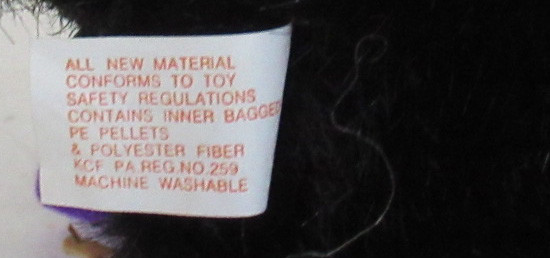 ALL NEW MATERIAL
CONFORMS TO TOY
SAFETY REGULATIONS
CONTAINS INNER BAGGED
PE PELLETS
& POLYESTER FIBER
KCF PA.REG.NO.259
MACHINE WASHABLE